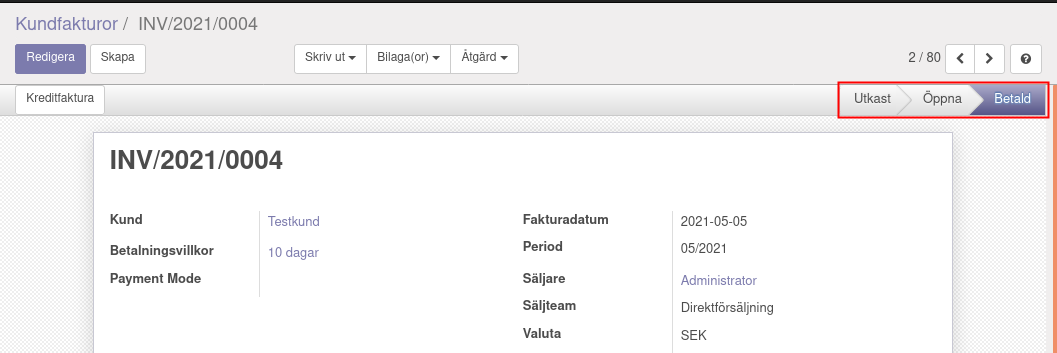 Kundfakturor / INV/2021/0004
Redigera Skapa Skriv ut Bilaga(or) Åtgärd 2 / 80
Kreditfaktura Utkast Öppna Betald
INV/2021/0004
Kund Testkund Fakturadatum 2021-05-05
Betalningsvillkor 10 dagar Period 05/2021
Payment Mode Säljare Administrator
Säljteam Direktförsäljning
Valuta SEK